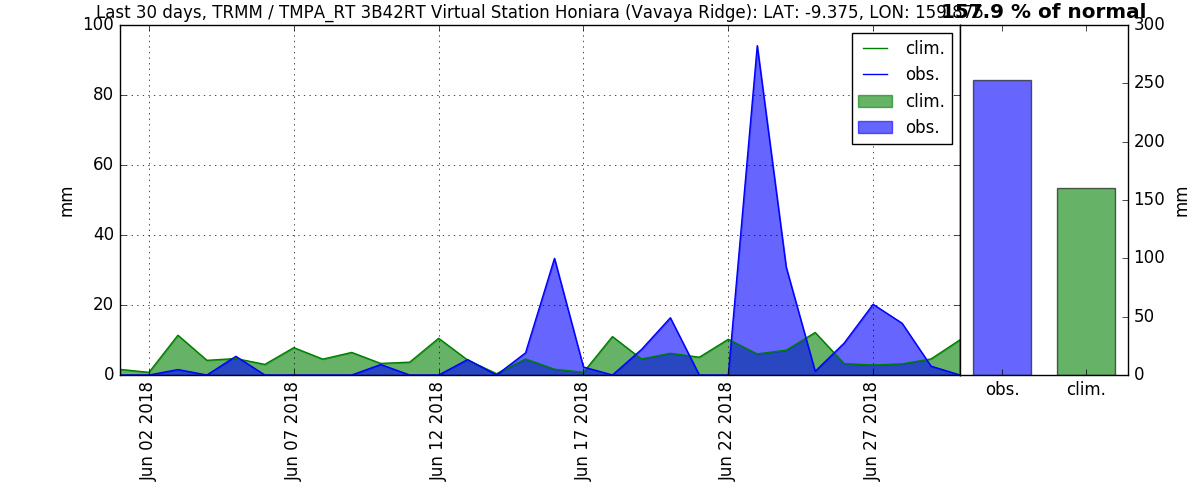 Last 30 days, TRMM / TMPA_RT 3B42RT Virtual Station Honiara (Vavaya Ridge): LAT: -9.375, LON: 159.875
157.9 % of normal
100
80
60
40
20
0
mm
clim.
obs.
clim.
obs.
Jun 02 2018
Jun 07 2018
Jun 12 2018
Jun 17 2018
Jun 22 2018
Jun 27 2018
300
250
200
150
100
50
0
mm
obs.
clim.